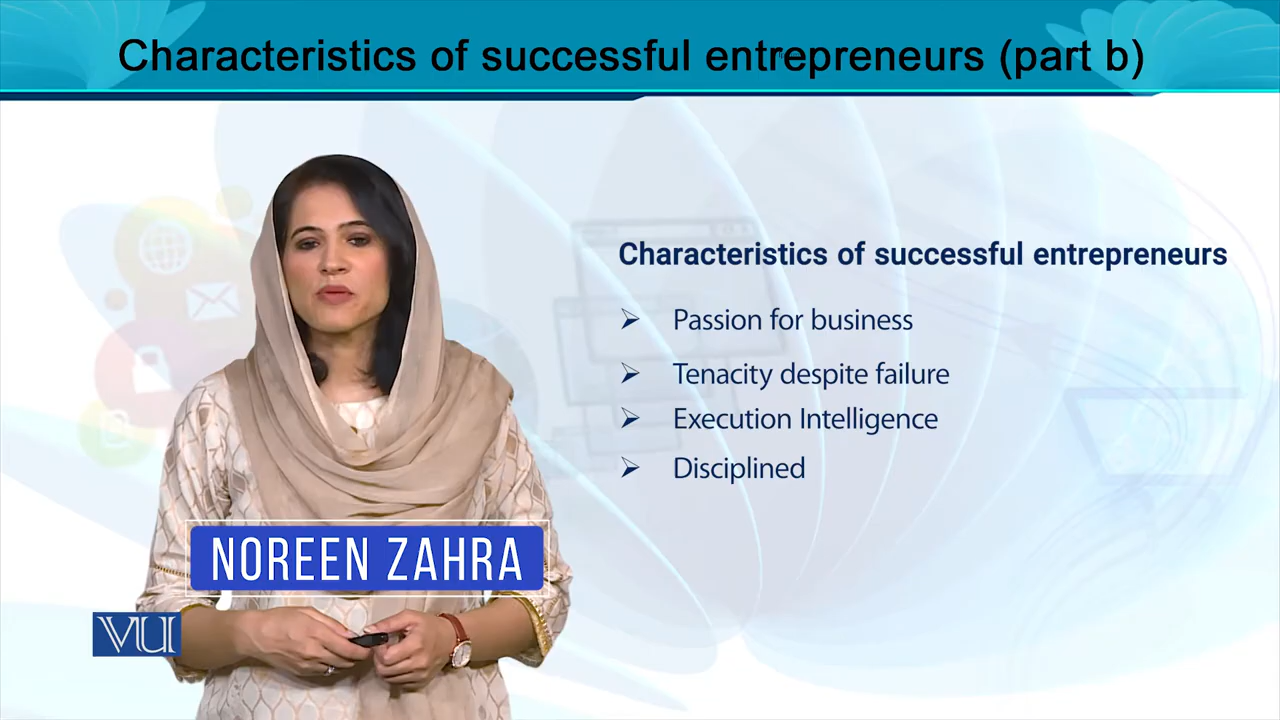 Characteristics of successful entrepreneurs (part b)
Characteristics of successful entrepreneurs
Passion for business
Tenacity despite failure
Execution Intelligence
Disciplined
NOREEN ZAHRA
VU